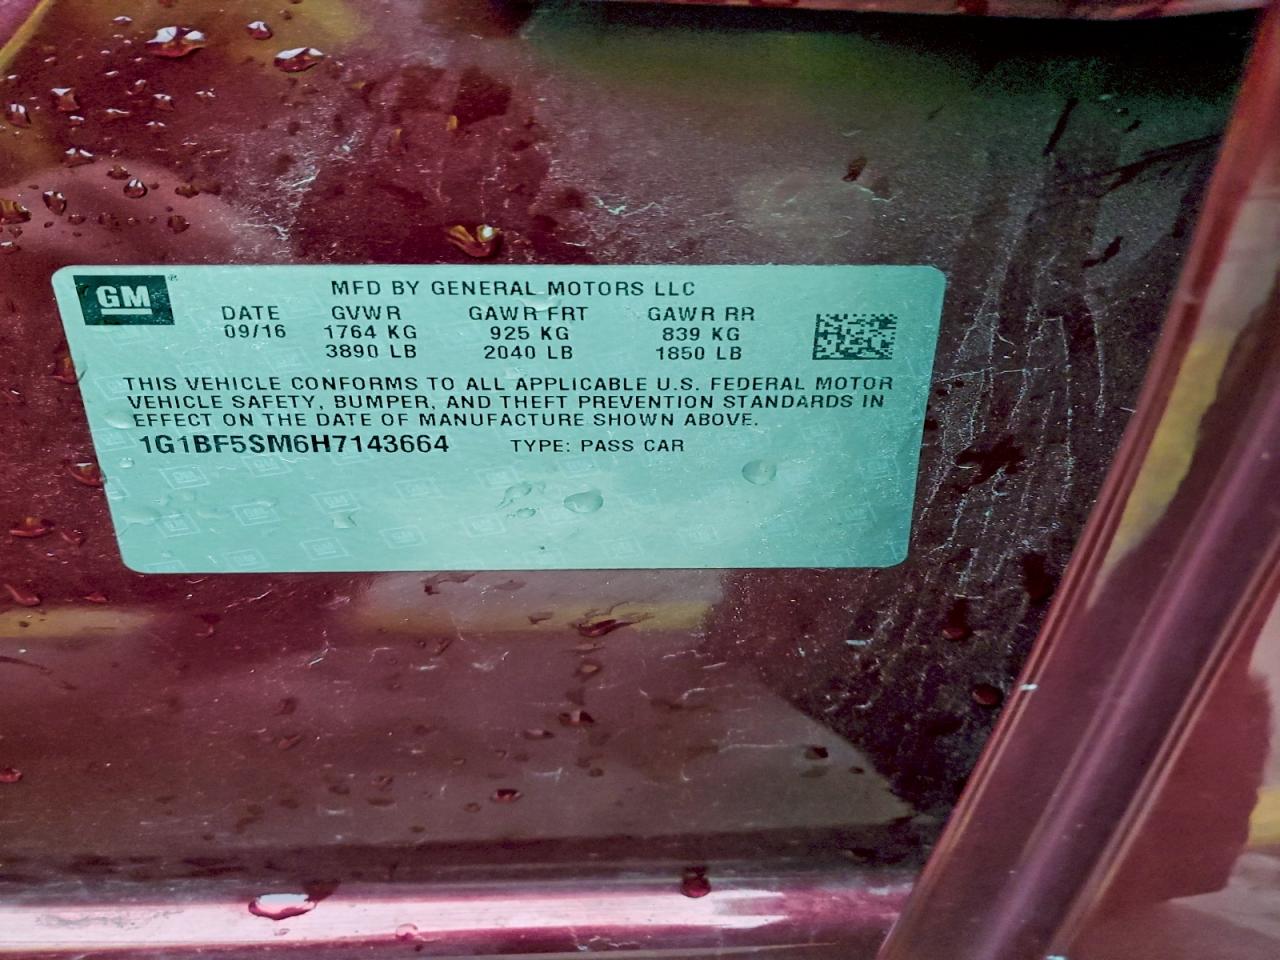 GM®
MFD BY GENERAL MOTORS LLC
DATE GVWR GAWR FRT GAWR RR
09/16 1764 KG 925 KG 839 KG
3890 LB 2040 LB 1850 LB
THIS VEHICLE CONFORMS TO ALL APPLICABLE U.S. FEDERAL MOTOR
VEHICLE SAFETY, BUMPER, AND THEFT PREVENTION STANDARDS IN
EFFECT ON THE DATE OF MANUFACTURE SHOWN ABOVE.
1G1BF5SM6H7143664 TYPE: PASS CAR